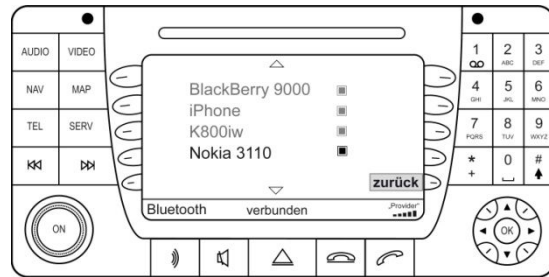 AUDIO VIDEO
NAV MAP
TEL SERV
ON
BlackBerry 9000
iPhone
K800iw
Nokia 3110
zurück
Bluetooth verbunden „Provider"
1 2 3
ABC DEF
4 5 6
GHI JKL MNO
7 8 9
PQRS TUV WXYZ
* 0 #
+
OK